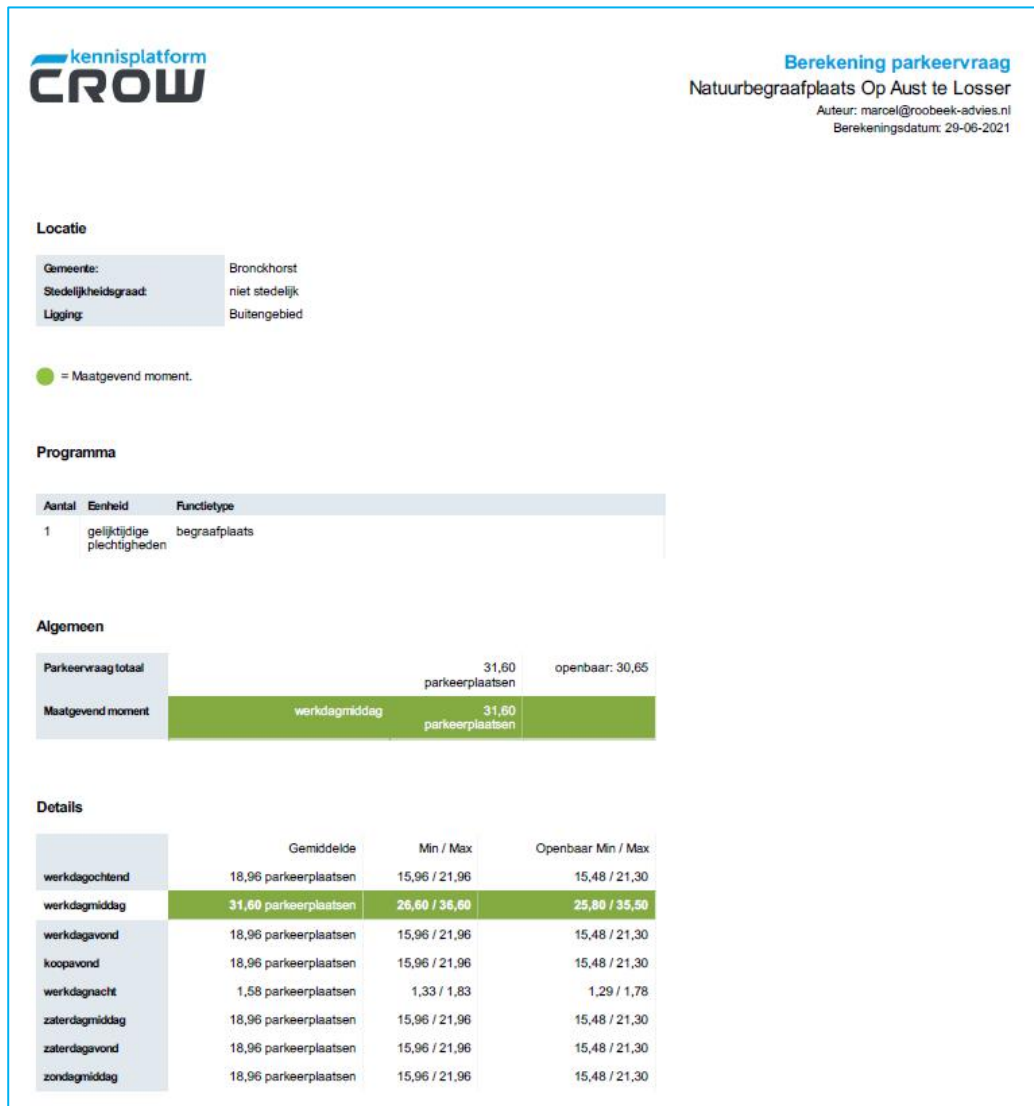 kennisplatform
CROW
Berekening parkeervraag
Natuurbegraafplaats Op Aust te Losser
Auteur: marcel@roobeek-advies.nl
Berekeningsdatum: 29-06-2021
Locatie
Gemeente: Bronckhorst
Stedelijkheidsgraad: niet stedelijk
Ligging: Buitengebied
= Maatgevend moment.
Programma
Aantal Eenheid Functietype
1 gelijktijdige begraafplaats
plechtigheden
Algemeen
Parkeervraag totaal 31,60 openbaar: 30,65
parkeerplaatsen
Maatgevend moment werkdagmiddag 31,60
parkeerplaatsen
Details
Gemiddelde Min / Max Openbaar Min / Max
werkdagochtend 18,96 parkeerplaatsen 15,96 / 21,96 15,48 / 21,30
werkdagmiddag 31,60 parkeerplaatsen 26,60 / 36,60 25,80 / 35,50
werkdagavond 18,96 parkeerplaatsen 15,96 / 21,96 15,48 / 21,30
koopavond 18,96 parkeerplaatsen 15,96 / 21,96 15,48 / 21,30
werkdagnacht 1,58 parkeerplaatsen 1,33 / 1,83 1,29 / 1,78
zaterdagmiddag 18,96 parkeerplaatsen 15,96 / 21,96 15,48 / 21,30
zaterdagavond 18,96 parkeerplaatsen 15,96 / 21,96 15,48 / 21,30
zondagmiddag 18,96 parkeerplaatsen 15,96 / 21,96 15,48 / 21,30